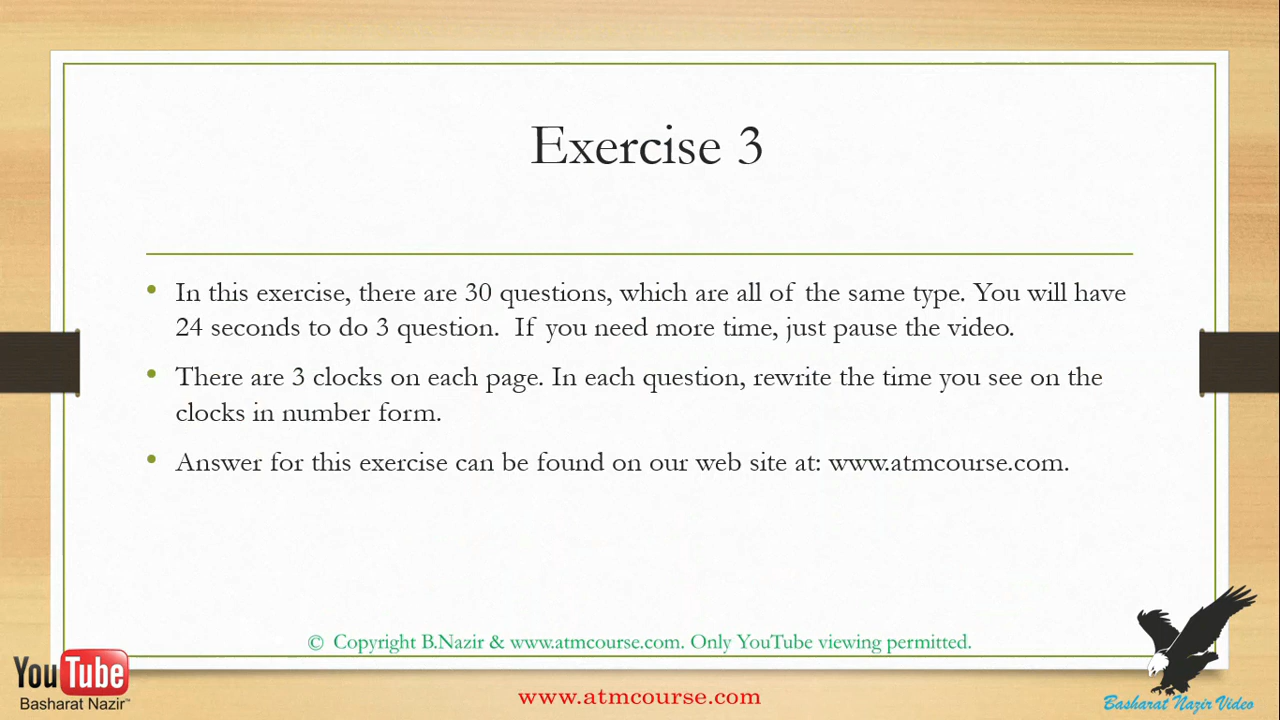 Exercise 3
• In this exercise, there are 30 questions, which are all of the same type. You will have
24 seconds to do 3 question. If you need more time, just pause the video.
• There are 3 clocks on each page. In each question, rewrite the time you see on the
clocks in number form.
• Answer for this exercise can be found on our web site at: www.atmcourse.com.
© Copyright B.Nazir & www.atmcourse.com. Only YouTube viewing permitted.
YouTube
Basharat Nazir™
www.atmcourse.com
Basharat Nazir Video